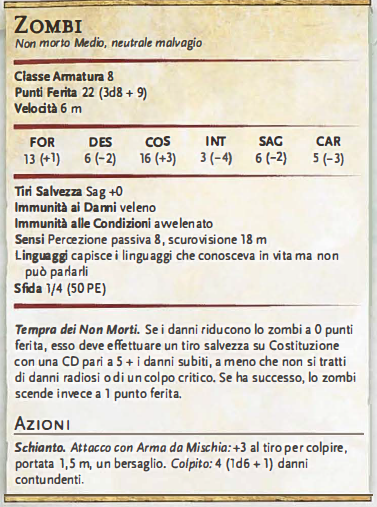 ZOMBI
Non morto Medio, neutrale malvagio
Classe Armatura 8
Punti Ferita 22 (3d8 + 9)
Velocità 6 m
FOR DES COS INT SAG CAR
13 (+1) 6 (−2) 16 (+3) 3 (−4) 6 (−2) 5 (−3)
Tiri Salvezza Sag +0
Immunità ai Danni veleno
Immunità alle Condizioni avvelenato
Sensi Percezione passiva 8, scurovisione 18 m
Linguaggi capisce i linguaggi che conosceva in vita ma non
può parlarli
Sfida 1/4 (50 PE)
Tempra dei Non Morti. Se i danni riducono lo zombi a 0 punti
ferita, esso deve effettuare un tiro salvezza su Costituzione
con una CD pari a 5 + i danni subiti, a meno che non si tratti
di danni radiosi o di un colpo critico. Se ha successo, lo zombi
scende invece a 1 punto ferita.
AZIONI
Schianto. Attacco con Arma da Mischia: +3 al tiro per colpire,
portata 1,5 m, un bersaglio. Colpito: 4 (1d6 + 1) danni
contundenti.